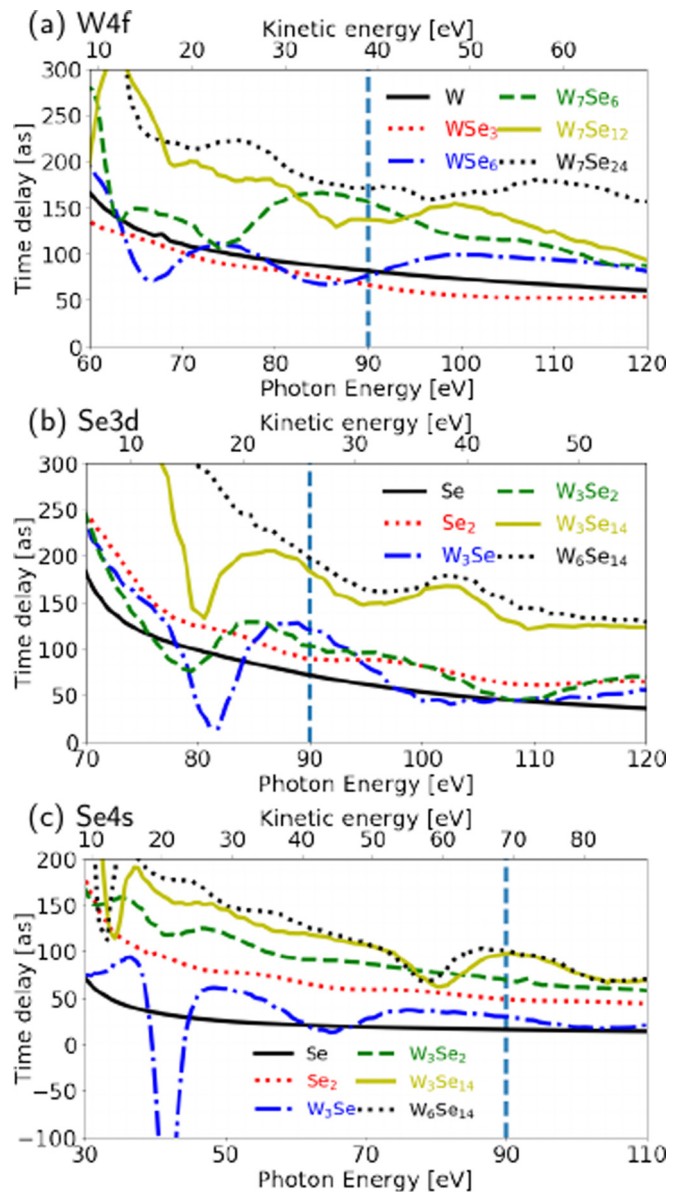 (a) W4f
Kinetic energy [eV]
10 20 30 40 50 60
300
250
200
150
100
50
0
Time delay [as]
W
WSe3
WSe6
W7Se6
W7Se12
W7Se24
60 70 80 90 100 110 120
Photon Energy [eV]
(b) Se3d
Kinetic energy [eV]
10 20 30 40 50
300
250
200
150
100
50
0
Time delay [as]
Se
Se2
W3Se
W3Se2
W3Se14
W6Se14
70 80 90 100 110 120
Photon Energy [eV]
(c) Se4s
Kinetic energy [eV]
10 20 30 40 50 60 70 80
200
150
100
50
0
−50
−100
Time delay [as]
Se
Se2
W3Se
W3Se2
W3Se14
W6Se14
30 50 70 90 110
Photon Energy [eV]